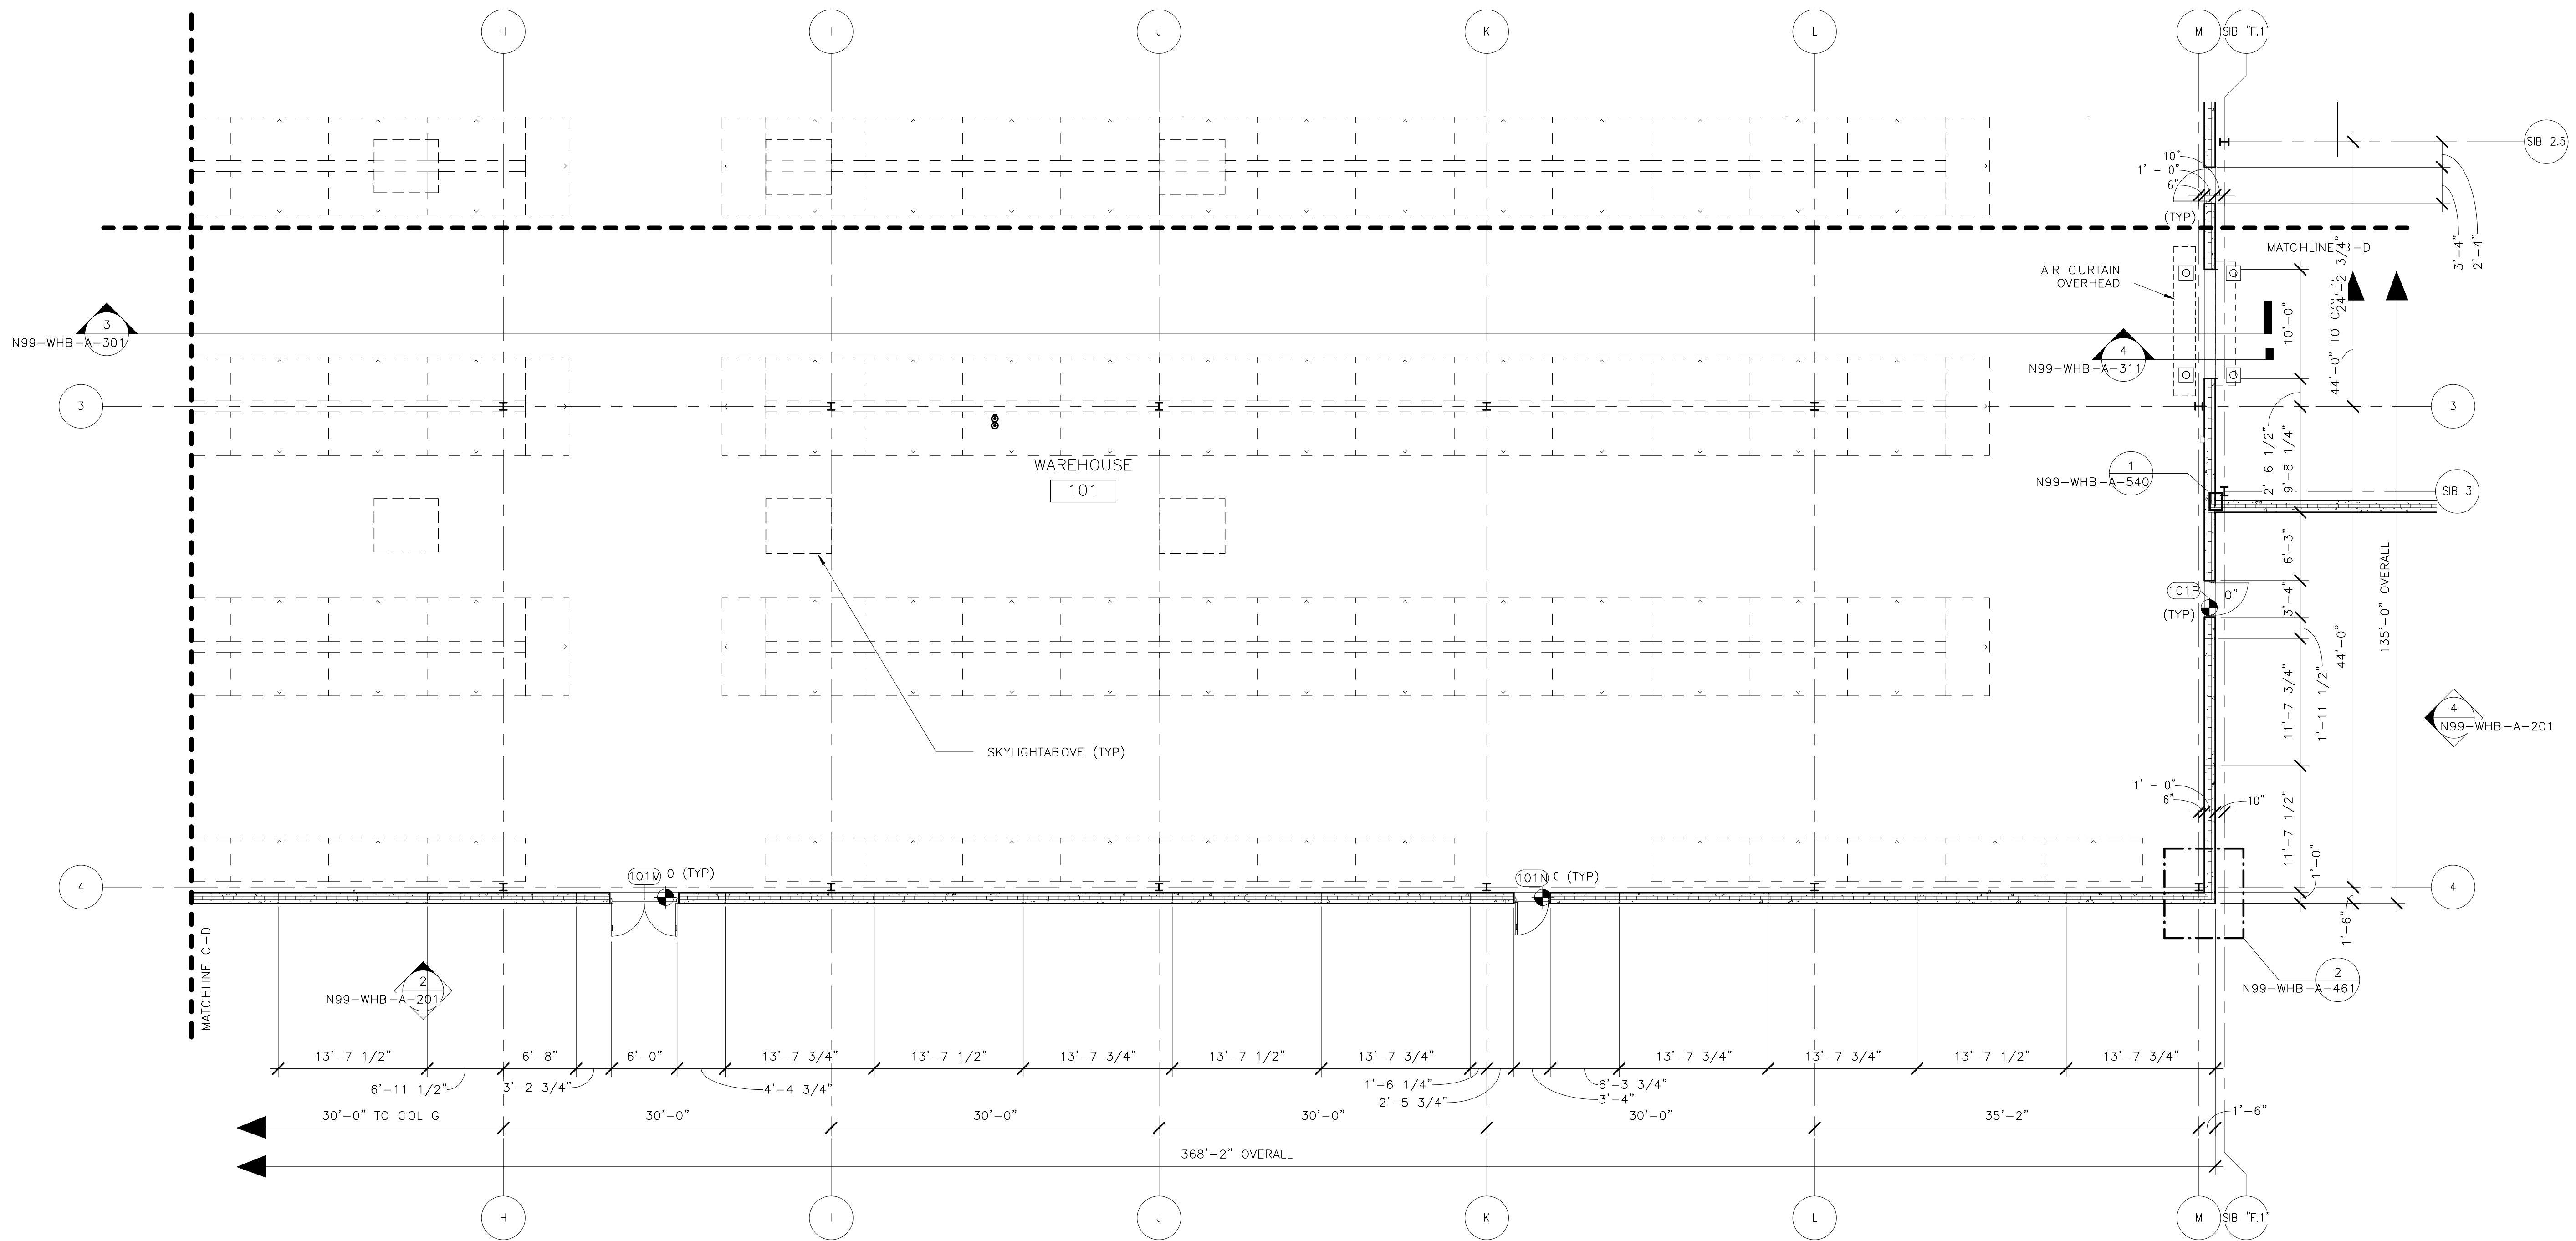 H
I
J
K
L
M
SIB "F.1"
SIB 2.5
10"
1' - 0"
6"
(TYP)
3'-4"
2'-4"
AIR CURTAIN
OVERHEAD
10'-0"
24'-2 3/4"
3
N99-WHB-A-301
4
N99-WHB-A-311
3
3
2'-6 1/2"
9'-8 1/4"
WAREHOUSE
101
1
N99-WHB-A-540
SIB 3
6'-3"
135'-0" OVERALL
101P
0"
(TYP)
3'-4"
44'-0"
11'-7 3/4"
1'-11 1/2"
4
N99-WHB-A-201
SKYLIGHTABOVE (TYP)
1' - 0"
6"
10"
11'-7 1/2"
1'-0"
4
101M
0 (TYP)
101N
(TYP)
4
1'-6"
MATCHLINE C-D
2
N99-WHB-A-201
2
N99-WHB-A-461
13'-7 1/2"
6'-8"
6'-0"
13'-7 3/4"
13'-7 1/2"
13'-7 3/4"
13'-7 1/2"
13'-7 3/4"
13'-7 3/4"
13'-7 3/4"
13'-7 1/2"
13'-7 3/4"
6'-11 1/2"
3'-2 3/4"
4'-4 3/4"
1'-6 1/4"
6'-3 3/4"
2'-5 3/4"
3'-4"
30'-0" TO COL G
30'-0"
30'-0"
30'-0"
30'-0"
35'-2"
1'-6"
368'-2" OVERALL
H
I
J
K
L
M
SIB "F.1"